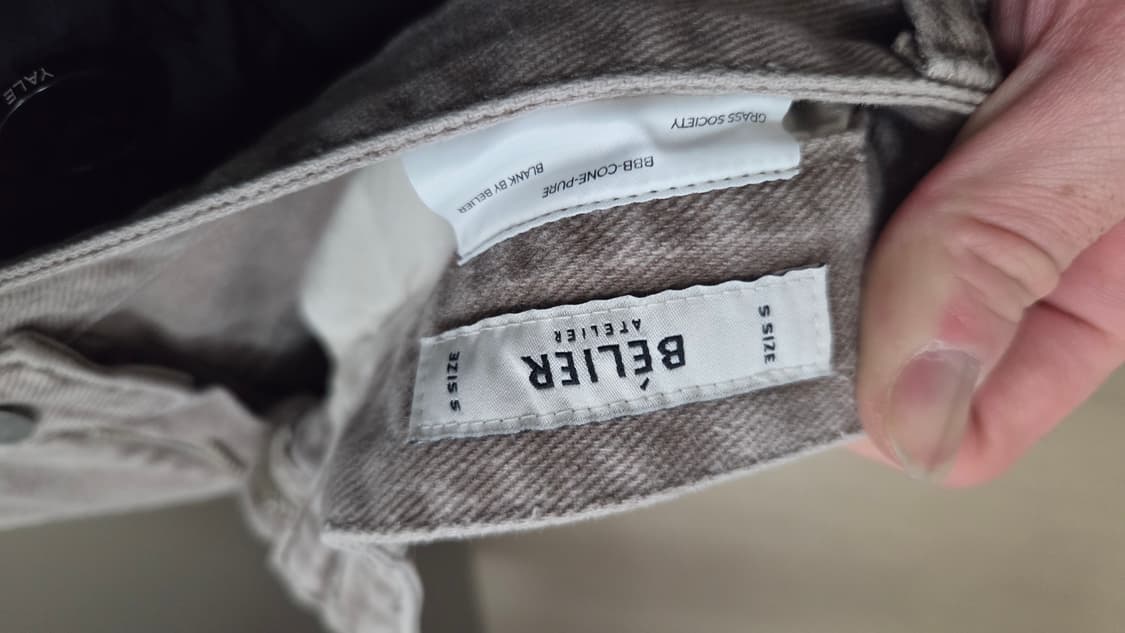 YALE
GRASS SOCIETY
BBB-CONE-PURE
BLANK BY BELIER
S SIZE
BÉLIER
ATELIER
S SIZE